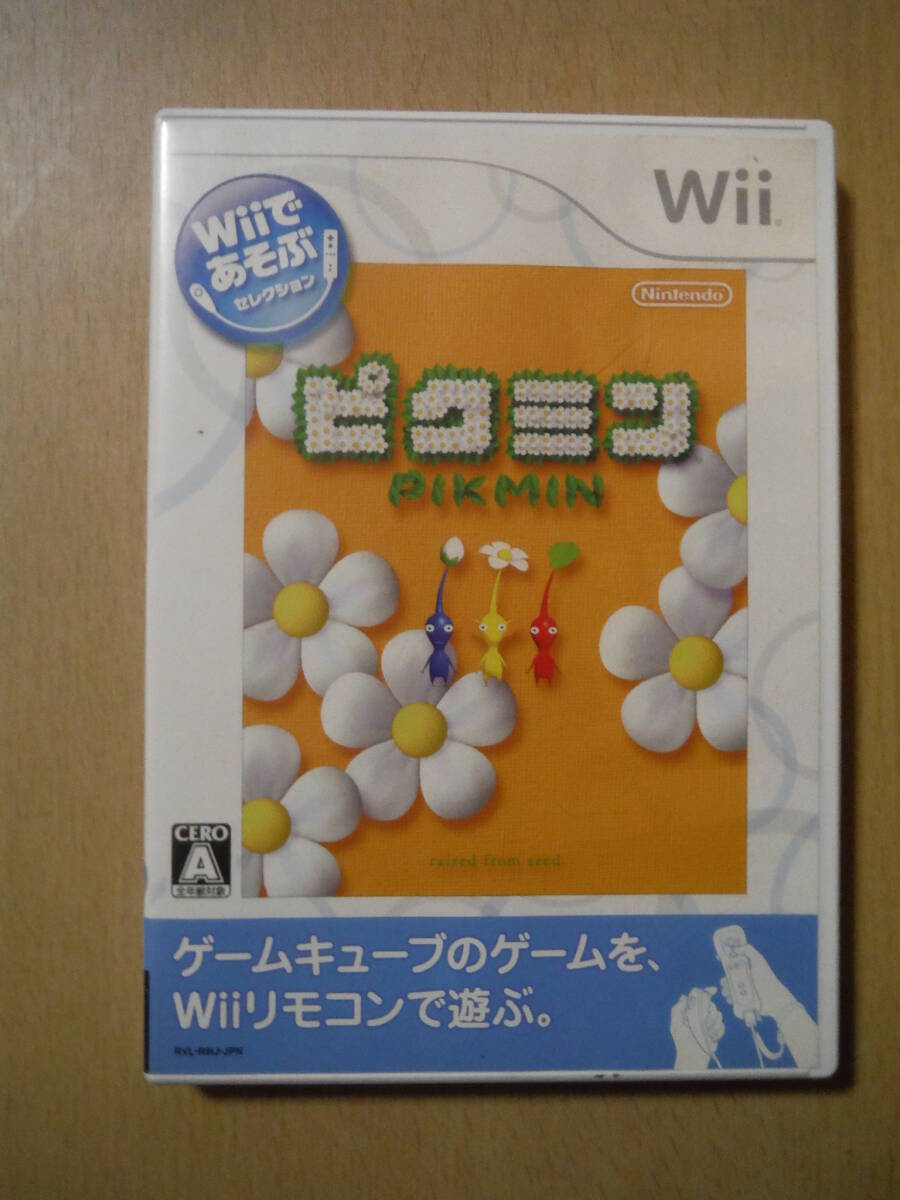 Wii
Wiiで
あそぶ
セレクション
Nintendo
ピクミン
PIKMIN
raised from seed
CERO
A
全年齢対象
ゲームキューブのゲームを、
Wiiリモコンで遊ぶ。
RVL-R9IJ-JPN